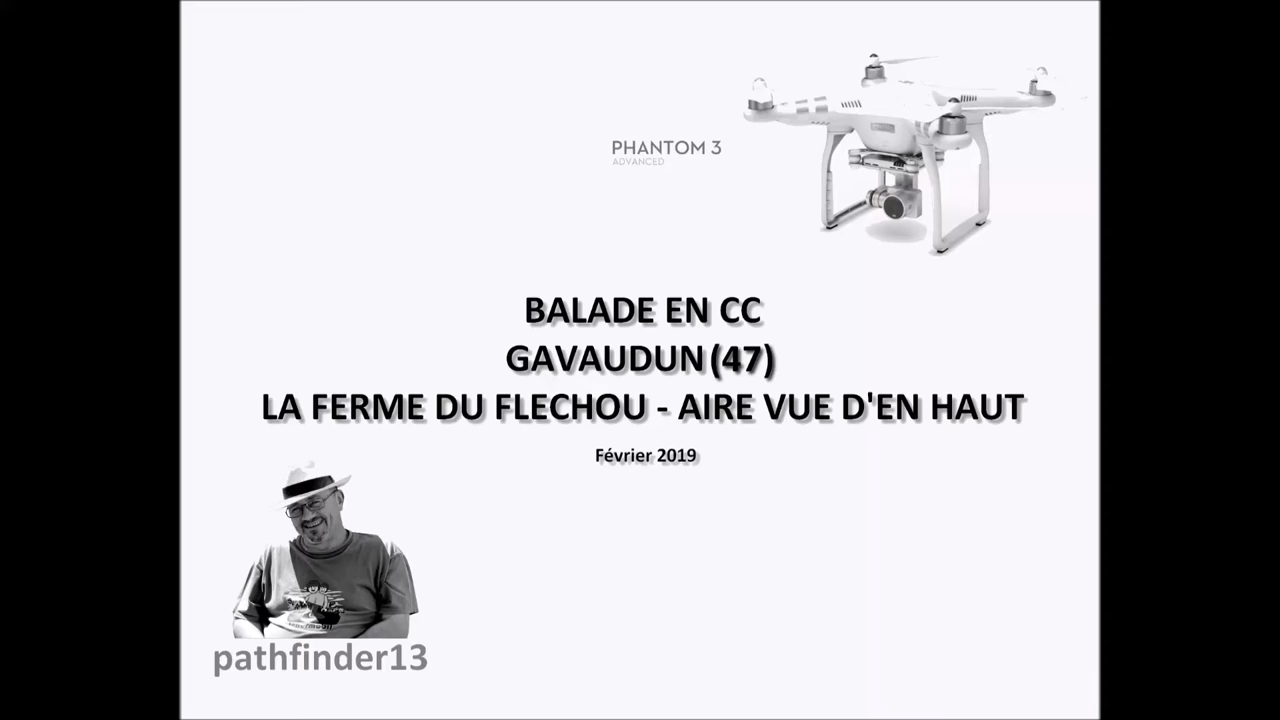 PHANTOM 3
ADVANCED
BALADE EN CC
GAVAUDUN (47)
LA FERME DU FLECHOU - AIRE VUE D'EN HAUT
Février 2019
pathfinder13